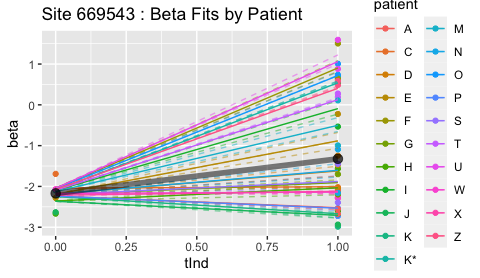 Site 669543 : Beta Fits by Patient
beta
1
0
-1
-2
-3
0.00
0.25
0.50
0.75
1.00
tInd
patient
A
C
D
E
F
G
H
I
J
K
K*
M
N
O
P
S
T
U
W
X
Z